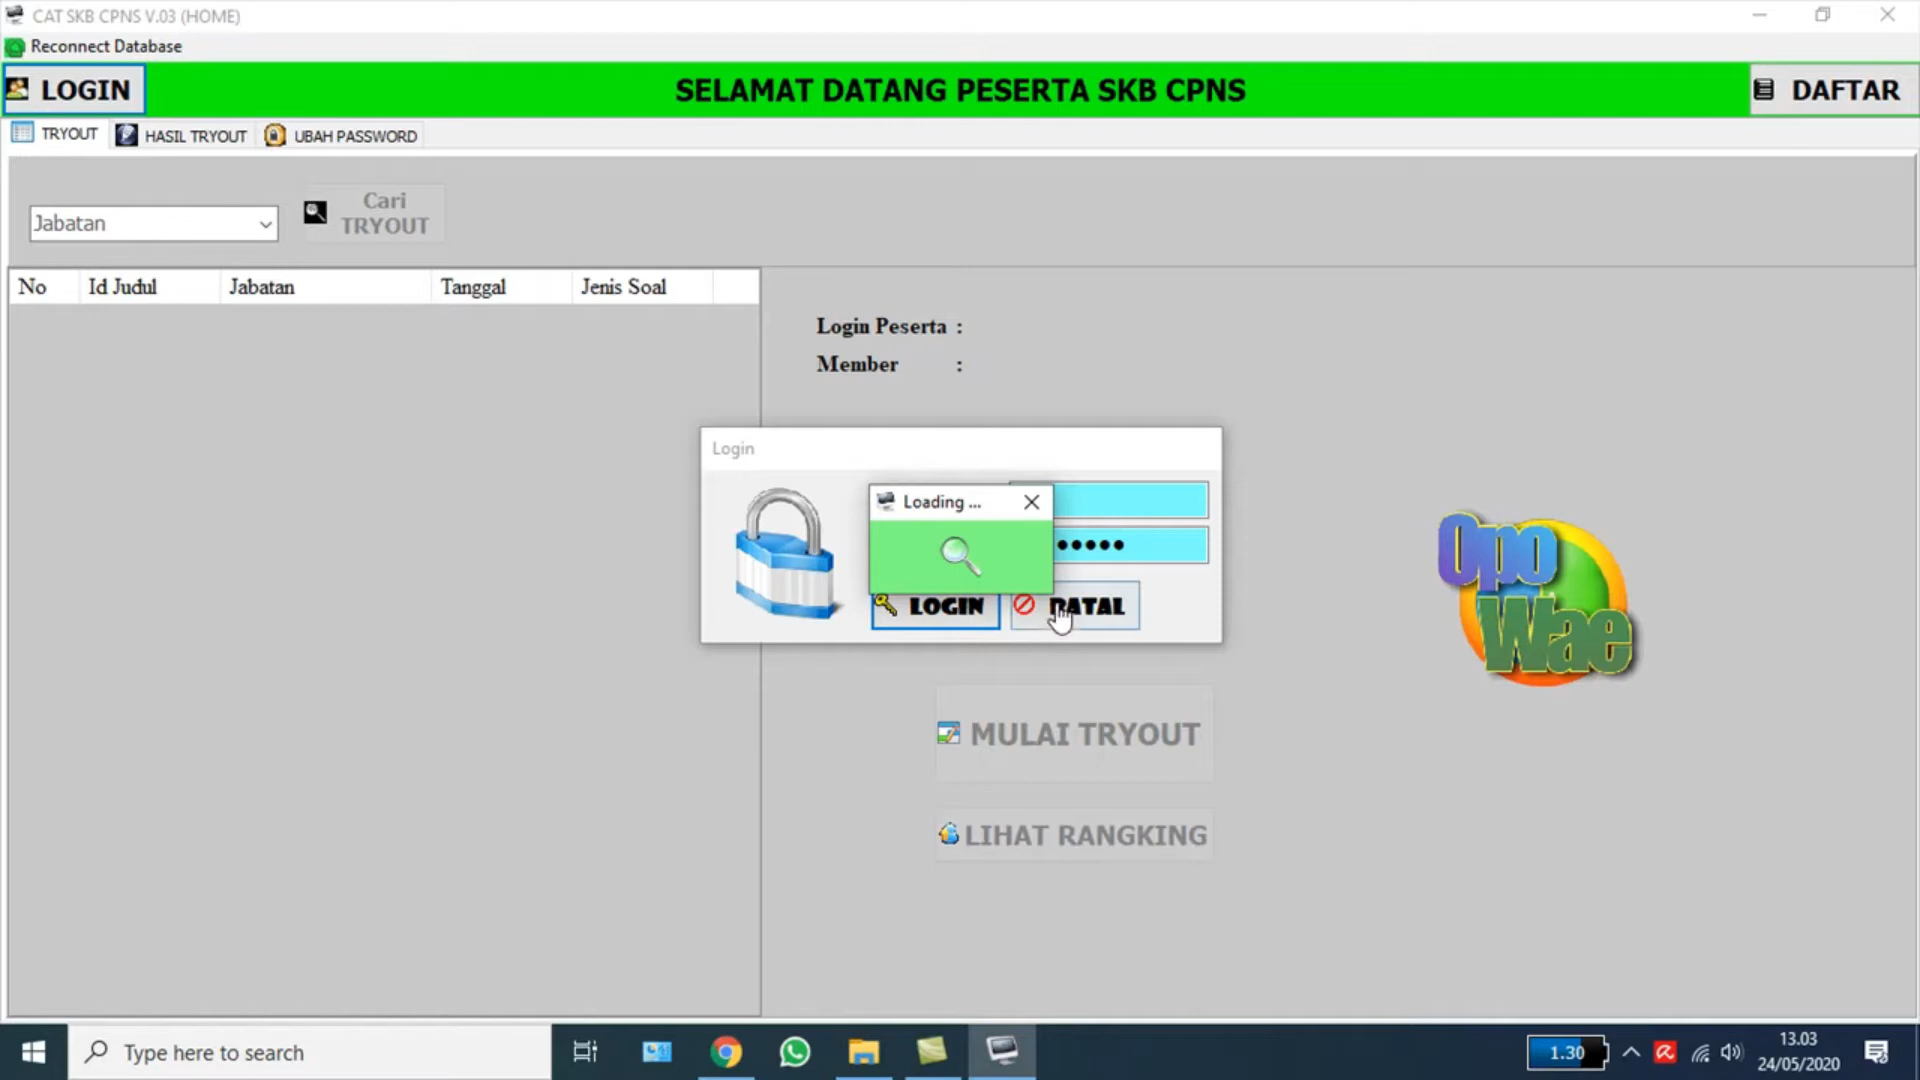 CAT SKB CPNS V.03 (HOME)
Reconnect Database
LOGIN
SELAMAT DATANG PESERTA SKB CPNS
DAFTAR
TRYOUT
HASIL TRYOUT
UBAH PASSWORD
Jabatan
Cari
TRYOUT
No
Id Judul
Jabatan
Tanggal
Jenis Soal
Login Peserta :
Member :
Login
Loading ...
LOGIN
BATAL
Opo
Wae
MULAI TRYOUT
LIHAT RANGKING
Type here to search
1.30
13.03
24/05/2020